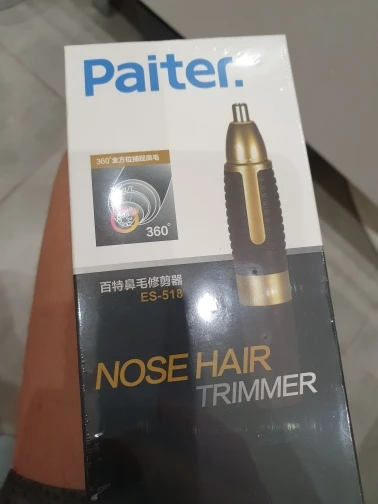 Paiter.
360°全方位捕捉鼻毛
360°
百特鼻毛修剪器
ES-518
NOSE HAIR
TRIMMER